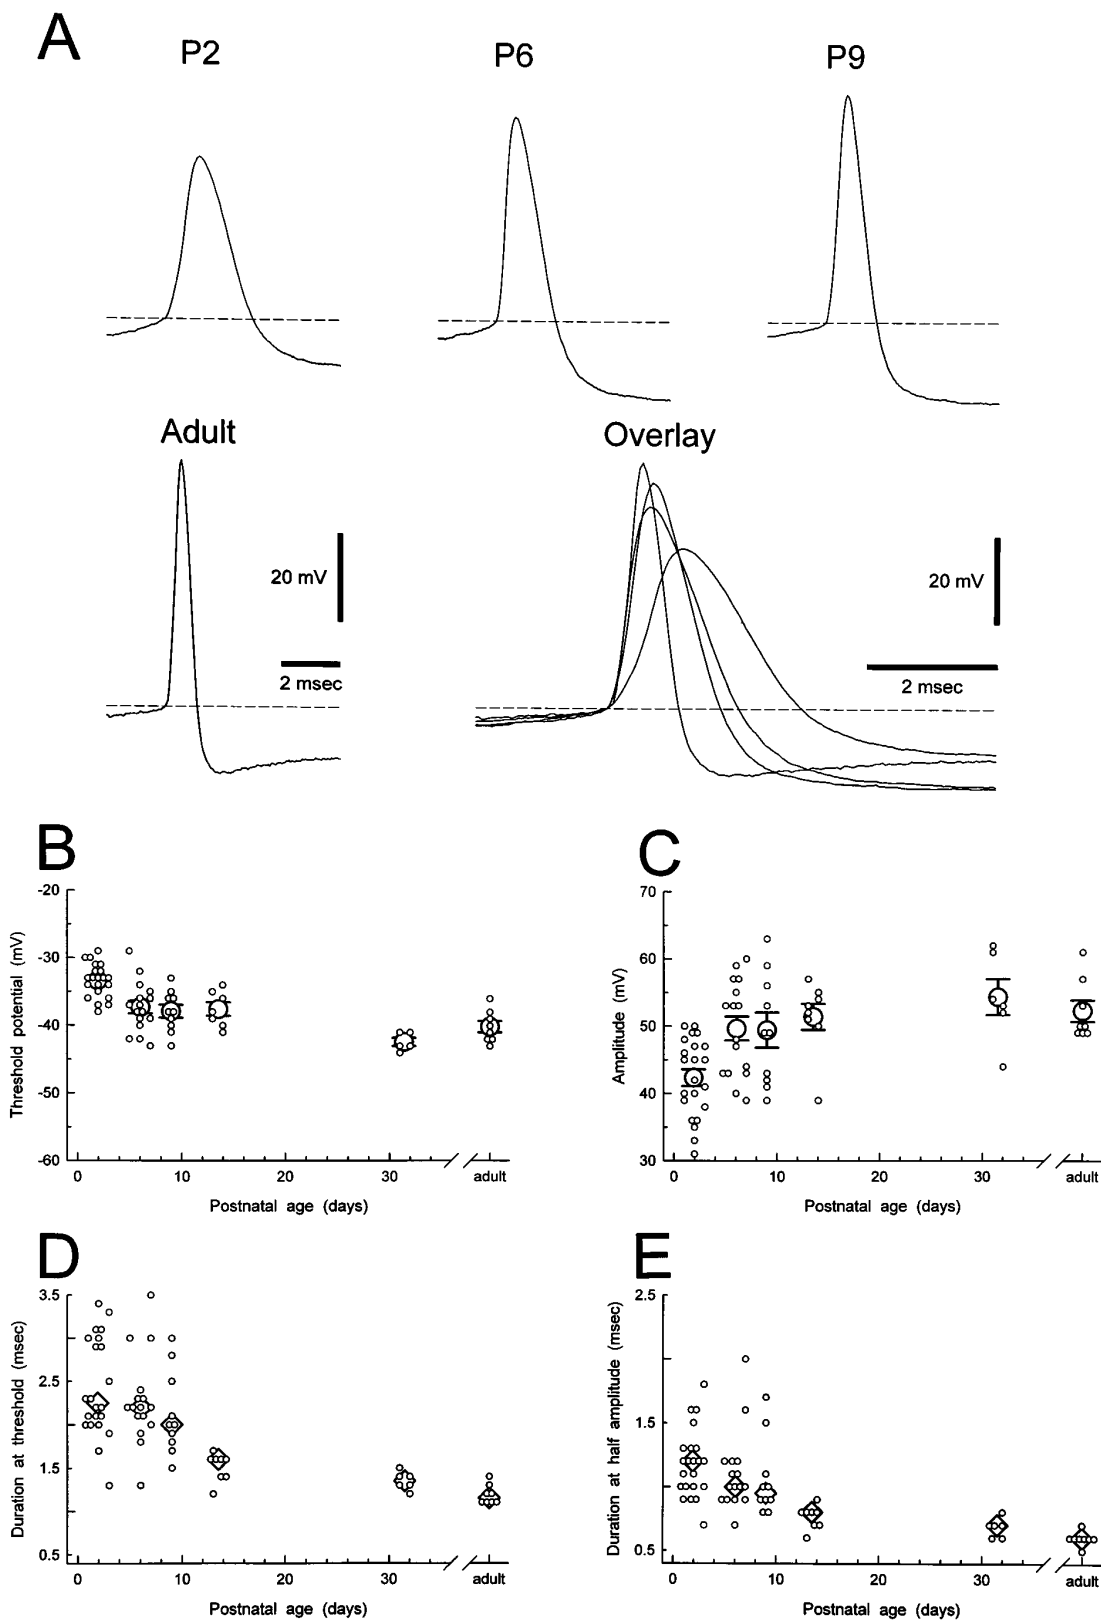 A
P2
P6
P9
Adult
Overlay
20 mV
2 msec
20 mV
2 msec
B
Threshold potential (mV)
-20
-30
-40
-50
-60
0
10
20
30
adult
Postnatal age (days)
C
Amplitude (mV)
70
60
50
40
30
0
10
20
30
adult
Postnatal age (days)
D
Duration at threshold (msec)
3.5
2.5
1.5
0.5
0
10
20
30
adult
Postnatal age (days)
E
Duration at half amplitude (msec)
2.5
1.5
0.5
0
10
20
30
adult
Postnatal age (days)